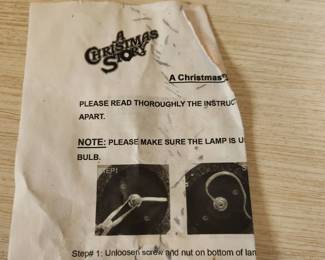 A
CHRISTMAS
STORY
A Christmas
PLEASE READ THOROUGHLY THE INSTRUC
APART.
NOTE: PLEASE MAKE SURE THE LAMP IS U
BULB.
Step# 1: Unloosen screw and nut on bottom of lam